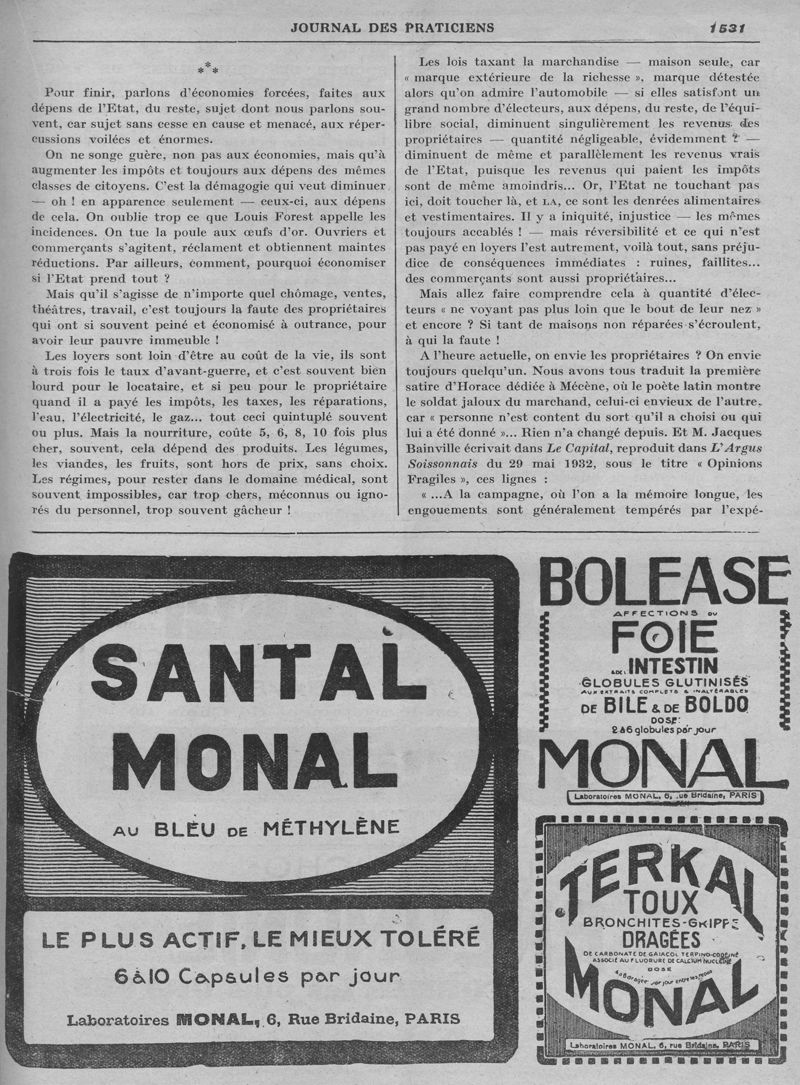 JOURNAL DES PRATICIENS 1531
* * *
Pour finir, parlons d'économies forcées, faites aux
dépens de l'Etat, du reste, sujet dont nous parlons sou-
vent, car sujet sans cesse en cause et menacé, aux réper-
cussions voilées et énormes.
On ne songe guère, non pas aux économies, mais qu'à
augmenter les impôts et toujours aux dépens des mêmes
classes de citoyens. C'est la démagogie qui veut diminuer
— oh ! en apparence seulement — ceux-ci, aux dépens
de cela. On oublie trop ce que Louis Forest appelle les
incidences. On tue la poule aux œufs d'or. Ouvriers et
commerçants s'agitent, réclament et obtiennent maintes
réductions. Par ailleurs, comment, pourquoi économiser
si l'Etat prend tout ?
Mais qu'il s'agisse de n'importe quel chômage, ventes,
théâtres, travail, c'est toujours la faute des propriétaires
qui ont si souvent peiné et économisé à outrance, pour
avoir leur pauvre immeuble !
Les loyers sont loin d'être au coût de la vie, ils sont
à trois fois le taux d'avant-guerre, et c'est souvent bien
lourd pour le locataire, et si peu pour le propriétaire
quand il a payé les impôts, les taxes, les réparations,
l'eau, l'électricité, le gaz... tout ceci quintuplé souvent
ou plus. Mais la nourriture, coûte 5, 6, 8, 10 fois plus
cher, souvent, cela dépend des produits. Les légumes,
les viandes, les fruits, sont hors de prix, sans choix.
Les régimes, pour rester dans le domaine médical, sont
souvent impossibles, car trop chers, méconnus ou igno-
rés du personnel, trop souvent gâcheur !
Les lois taxant la marchandise — maison seule, car
« marque extérieure de la richesse », marque détestée
alors qu'on admire l'automobile — si elles satisfont un
grand nombre d'électeurs, aux dépens, du reste, de l'équi-
libre social, diminuent singulièrement les revenus des
propriétaires — quantité négligeable, évidemment ? —
diminuent de même et parallèlement les revenus vrais
de l'Etat, puisque les revenus qui paient les impôts
sont de même amoindris... Or, l'Etat ne touchant pas
ici, doit toucher là, et LA, ce sont les denrées alimentaires
et vestimentaires. Il y a iniquité, injustice — les mêmes
toujours accablés ! — mais réversibilité et ce qui n'est
pas payé en loyers l'est autrement, voilà tout, sans préju-
dice de conséquences immédiates : ruines, faillites...
des commerçants sont aussi propriétaires...
Mais allez faire comprendre cela à quantité d'élec-
teurs « ne voyant pas plus loin que le bout de leur nez »
et encore ? Si tant de maisons non réparées s'écroulent,
à qui la faute !
A l'heure actuelle, on envie les propriétaires ? On envie
toujours quelqu'un. Nous avons tous traduit la première
satire d'Horace dédiée à Mécène, où le poète latin montre
le soldat jaloux du marchand, celui-ci envieux de l'autre,
car « personne n'est content du sort qu'il a choisi ou qui
lui a été donné »... Rien n'a changé depuis. Et M. Jacques
Bainville écrivait dans Le Capital, reproduit dans L'Argus
Soissonnais du 29 mai 1932, sous le titre « Opinions
Fragiles », ces lignes :
« ...A la campagne, où l'on a la mémoire longue, les
engouements sont généralement tempérés par l'expé-
SANTAL
MONAL
AU BLEU DE MÉTHYLÈNE
LE PLUS ACTIF, LE MIEUX TOLÉRÉ
6 à 10 Capsules par jour
Laboratoires MONAL, 6, Rue Bridaine, PARIS
BOLEASE
AFFECTIONS DU
FOIE
& DE L'INTESTIN
GLOBULES GLUTINISÉS
AUX EXTRAITS COMPLETS & INALTÉRABLES
DE BILE & DE BOLDO
DOSE:
2 à 6 globules par jour
MONAL
Laboratoires MONAL, 6, rue Bridaine, PARIS
TERKAL
TOUX
BRONCHITES-GRIPPE
DRAGÉES
DE CARBONATE DE GAIACOL TERPINO-CODÉINÉ
ASSOCIÉ AU FLUORURE DE CALCIUM NUCLÉINÉ
DOSE
MONAL
Laboratoires MONAL, 6, rue Bridaine, PARIS